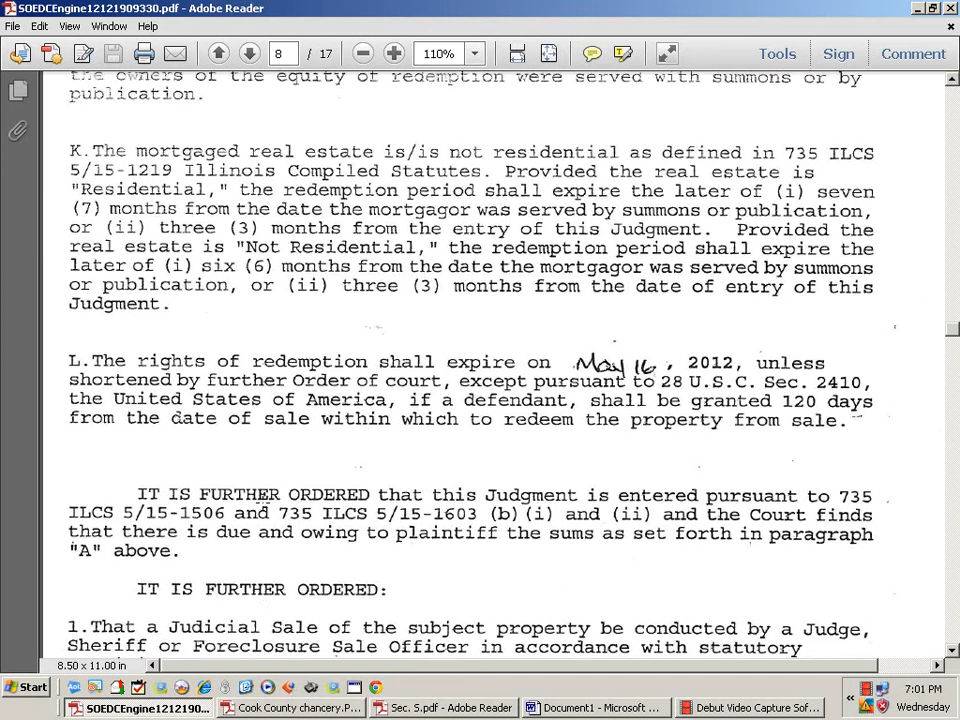 SOEDCEngine12121909330.pdf - Adobe Reader
File Edit View Window Help
8 / 17 110% Tools Sign Comment
the owners of the equity of redemption were served with summons or by
publication.
K.The mortgaged real estate is/is not residential as defined in 735 ILCS
5/15-1219 Illinois Compiled Statutes. Provided the real estate is
"Residential," the redemption period shall expire the later of (i) seven
(7) months from the date the mortgagor was served by summons or publication,
or (ii) three (3) months from the entry of this Judgment. Provided the
real estate is "Not Residential," the redemption period shall expire the
later of (i) six (6) months from the date the mortgagor was served by summons
or publication, or (ii) three (3) months from the date of entry of this
Judgment.
L.The rights of redemption shall expire on May 16, 2012, unless
shortened by further Order of court, except pursuant to 28 U.S.C. Sec. 2410,
the United States of America, if a defendant, shall be granted 120 days
from the date of sale within which to redeem the property from sale.
IT IS FURTHER ORDERED that this Judgment is entered pursuant to 735
ILCS 5/15-1506 and 735 ILCS 5/15-1603 (b)(i) and (ii) and the Court finds
that there is due and owing to plaintiff the sums as set forth in paragraph
"A" above.
IT IS FURTHER ORDERED:
1.That a Judicial Sale of the subject property be conducted by a Judge,
Sheriff or Foreclosure Sale Officer in accordance with statutory
8.50 x 11.00 in
Start 7:01 PM
SOEDCEngine1212190... Cook County chancery.P... Sec. S.pdf - Adobe Reader Document1 - Microsoft ... Debut Video Capture Sof... Wednesday